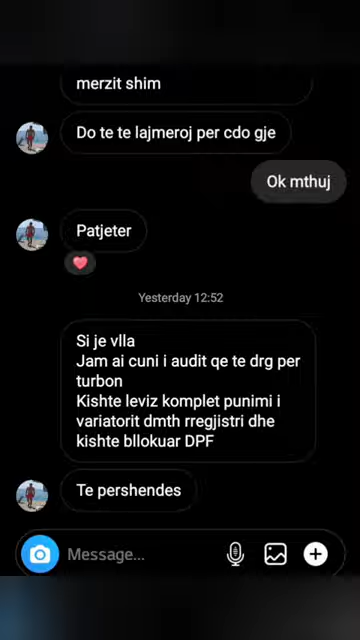 merzit shim
Do te te lajmeroj per cdo gje
Ok mthuj
Patjeter
Yesterday 12:52
Si je vlla
Jam ai cuni i audit qe te drg per
turbon
Kishte leviz komplet punimi i
variatorit dmth rregjistri dhe
kishte bllokuar DPF
Te pershendes
Message...